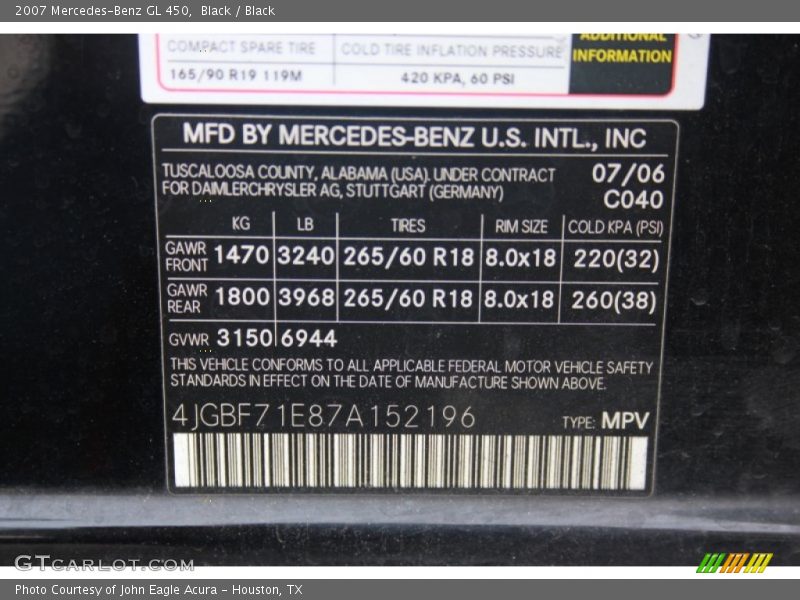 2007 Mercedes-Benz GL 450, Black / Black
ADDITIONAL
COMPACT SPARE TIRE COLD TIRE INFLATION PRESSURE INFORMATION
165/90 R19 119M 420 KPA, 60 PSI
MFD BY MERCEDES-BENZ U.S. INTL., INC
TUSCALOOSA COUNTY, ALABAMA (USA). UNDER CONTRACT 07/06
FOR DAIMLERCHRYSLER AG, STUTTGART (GERMANY) C040
KG LB TIRES RIM SIZE COLD KPA (PSI)
GAWR FRONT 1470 3240 265/60 R18 8.0x18 220(32)
GAWR REAR 1800 3968 265/60 R18 8.0x18 260(38)
GVWR 3150 6944
THIS VEHICLE CONFORMS TO ALL APPLICABLE FEDERAL MOTOR VEHICLE SAFETY
STANDARDS IN EFFECT ON THE DATE OF MANUFACTURE SHOWN ABOVE.
4JGBF71E87A152196 TYPE: MPV
GTCARLOT.COM
Photo Courtesy of John Eagle Acura - Houston, TX